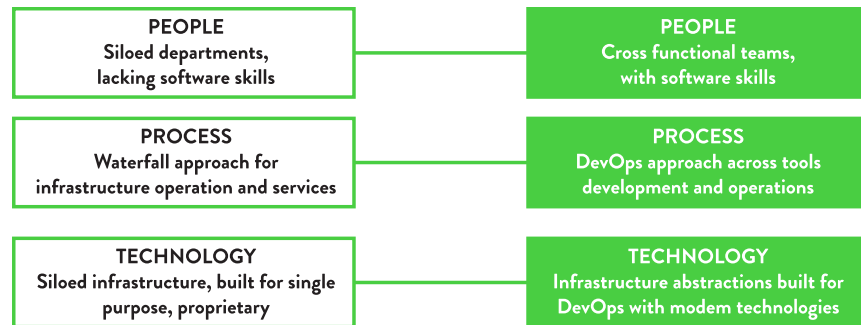 PEOPLE
Siloed departments,
lacking software skills
PEOPLE
Cross functional teams,
with software skills
PROCESS
Waterfall approach for
infrastructure operation and services
PROCESS
DevOps approach across tools
development and operations
TECHNOLOGY
Siloed infrastructure, built for single
purpose, proprietary
TECHNOLOGY
Infrastructure abstractions built for
DevOps with modem technologies